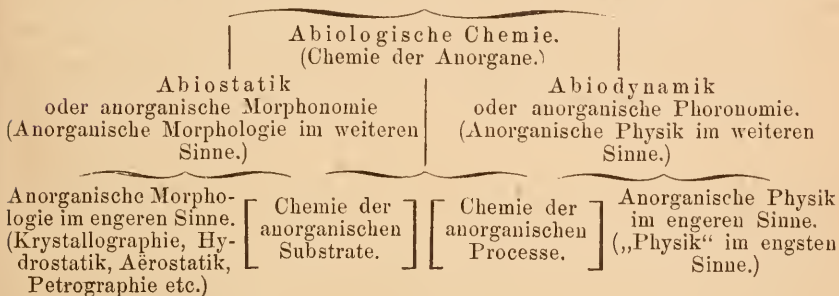 Abiologische Chemie.
(Chemie der Anorgane.)
Abiostatik
oder anorganische Morphonomie
(Anorganische Morphologie im weiteren
Sinne.)
Abiodynamik
oder anorganische Phoronomie.
(Anorganische Physik im weiteren
Sinne.)
Anorganische Morpho-
logie im engeren Sinne.
(Krystallographie, Hy-
drostatik, Aërostatik,
Petrographie etc.)
[Chemie der
anorganischen
Substrate.]
[Chemie der
anorganischen
Processe.]
Anorganische Physik
im engeren Sinne.
(„Physik“ im engsten
Sinne.)